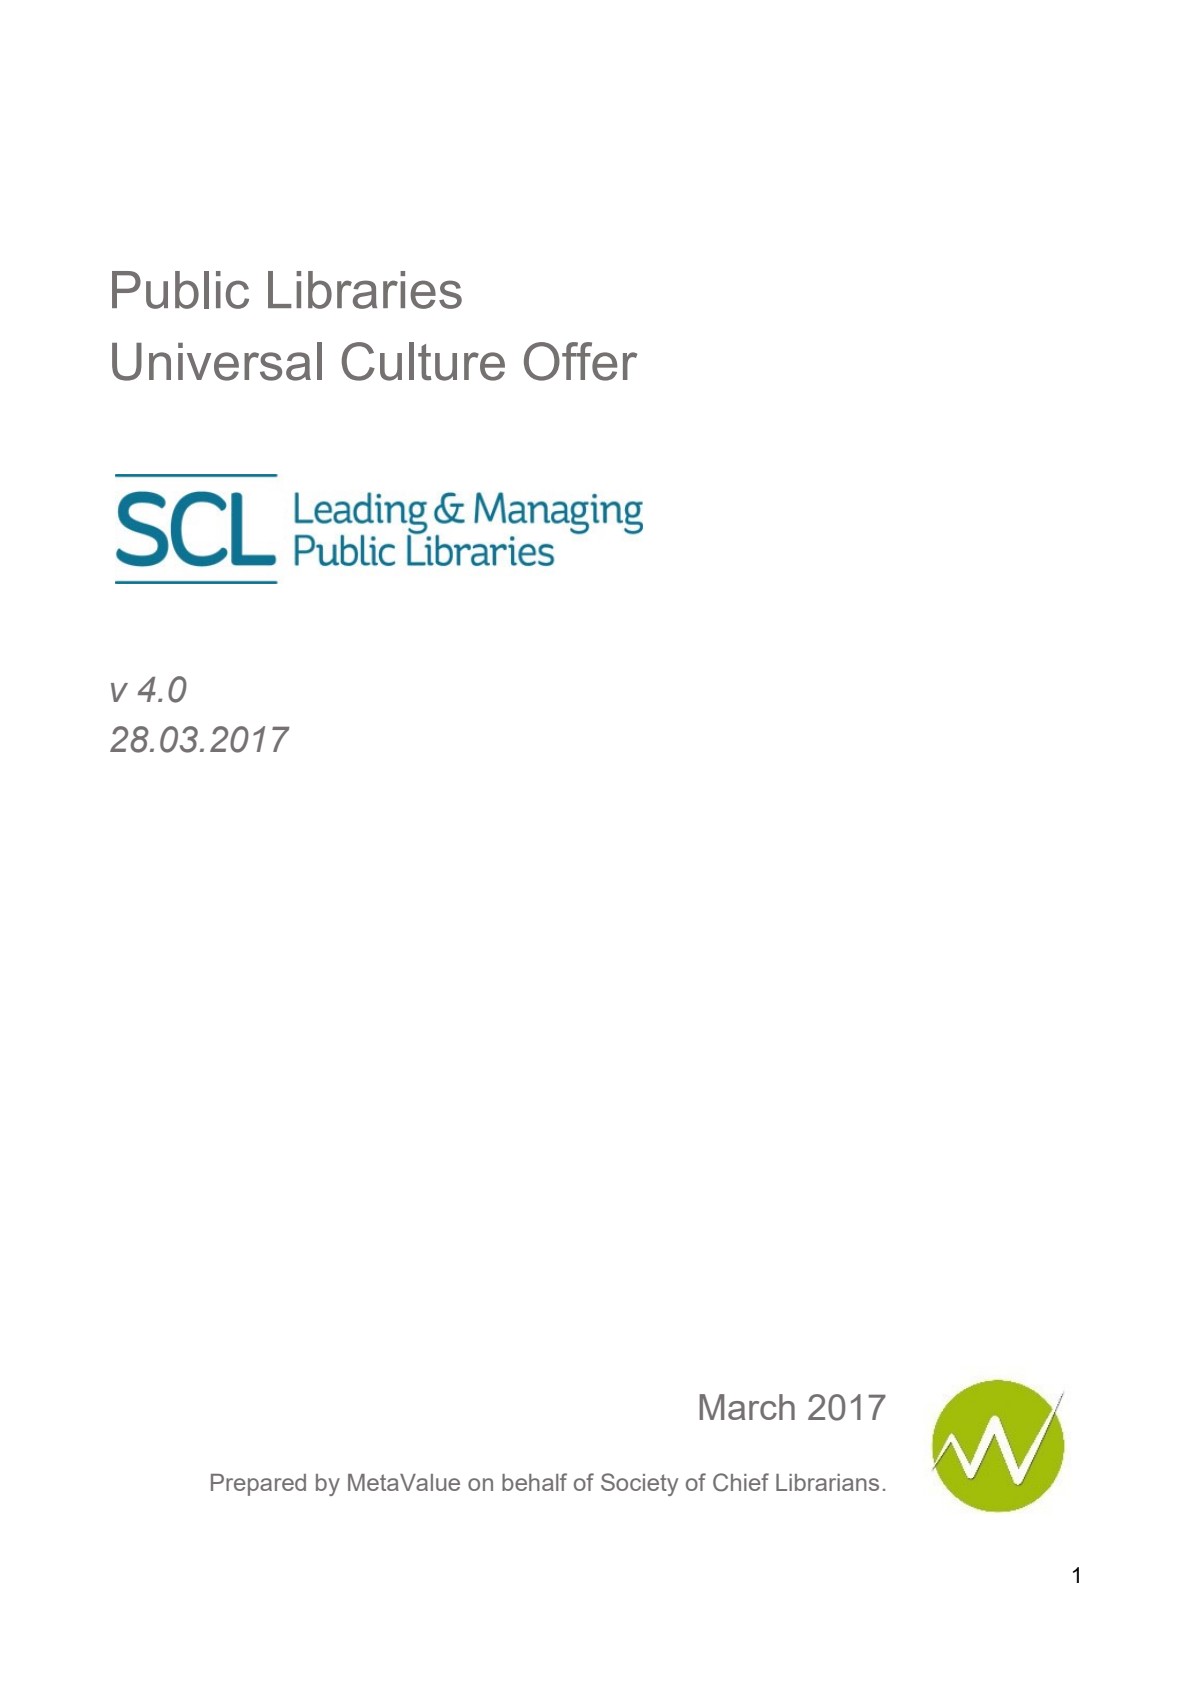 Public Libraries
Universal Culture Offer
SCL
Leading & Managing
Public Libraries
v 4.0
28.03.2017
March 2017
Prepared by MetaValue on behalf of Society of Chief Librarians.
1